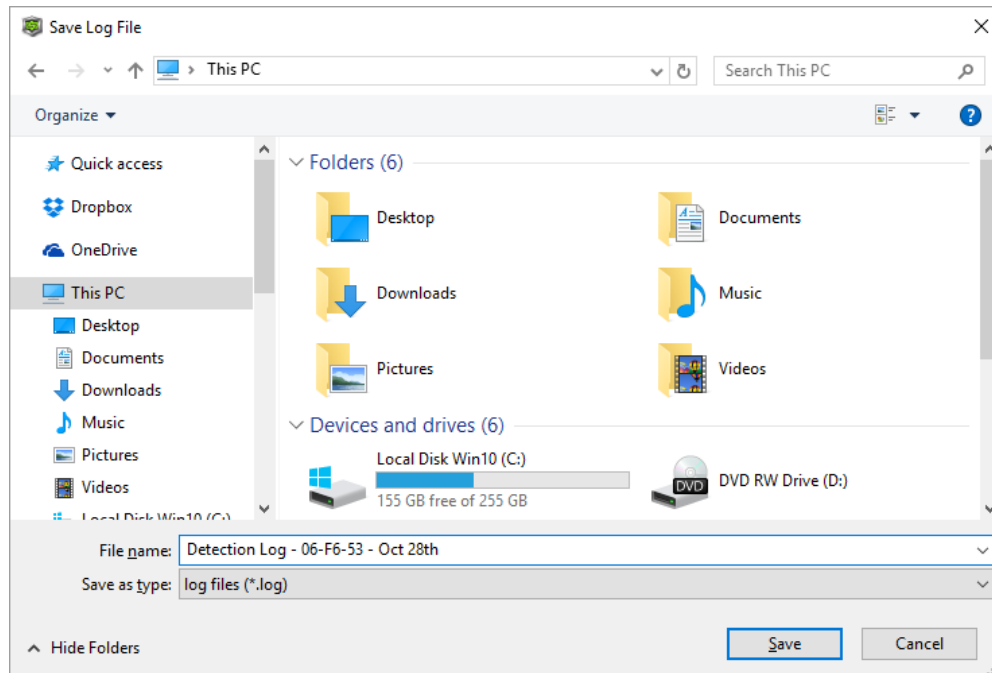 Save Log File
This PC
Search This PC
Organize
Quick access
Dropbox
OneDrive
This PC
Desktop
Documents
Downloads
Music
Pictures
Videos
Local Disk Win10 (C:)
Folders (6)
Desktop
Documents
Downloads
Music
Pictures
Videos
Devices and drives (6)
Local Disk Win10 (C:)
155 GB free of 255 GB
DVD
DVD RW Drive (D:)
File name: Detection Log - 06-F6-53 - Oct 28th
Save as type: log files (*.log)
Hide Folders
Save
Cancel